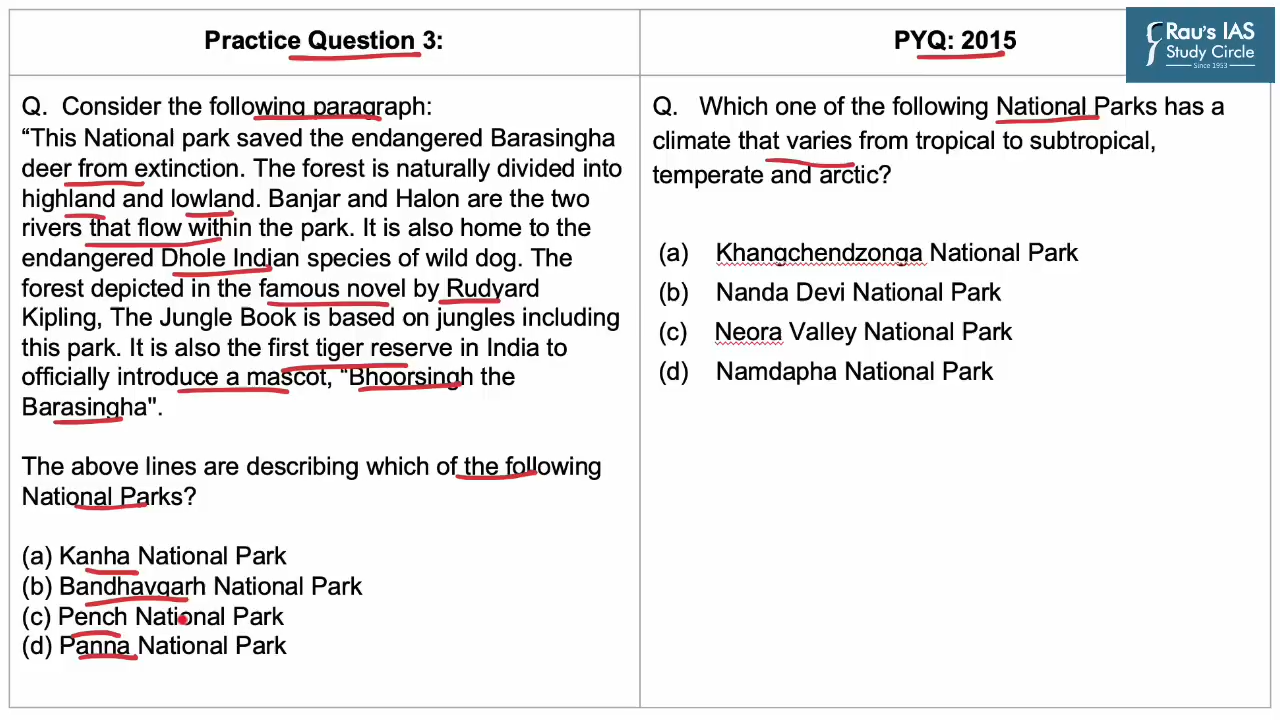 Practice Question 3:
Q. Consider the following paragraph:
“This National park saved the endangered Barasingha
deer from extinction. The forest is naturally divided into
highland and lowland. Banjar and Halon are the two
rivers that flow within the park. It is also home to the
endangered Dhole Indian species of wild dog. The
forest depicted in the famous novel by Rudyard
Kipling, The Jungle Book is based on jungles including
this park. It is also the first tiger reserve in India to
officially introduce a mascot, “Bhoorsingh the
Barasingha".
The above lines are describing which of the following
National Parks?
(a) Kanha National Park
(b) Bandhavgarh National Park
(c) Pench National Park
(d) Panna National Park
PYQ: 2015
Rau's IAS
Study Circle
Since 1953
Q. Which one of the following National Parks has a
climate that varies from tropical to subtropical,
temperate and arctic?
(a) Khangchendzonga National Park
(b) Nanda Devi National Park
(c) Neora Valley National Park
(d) Namdapha National Park